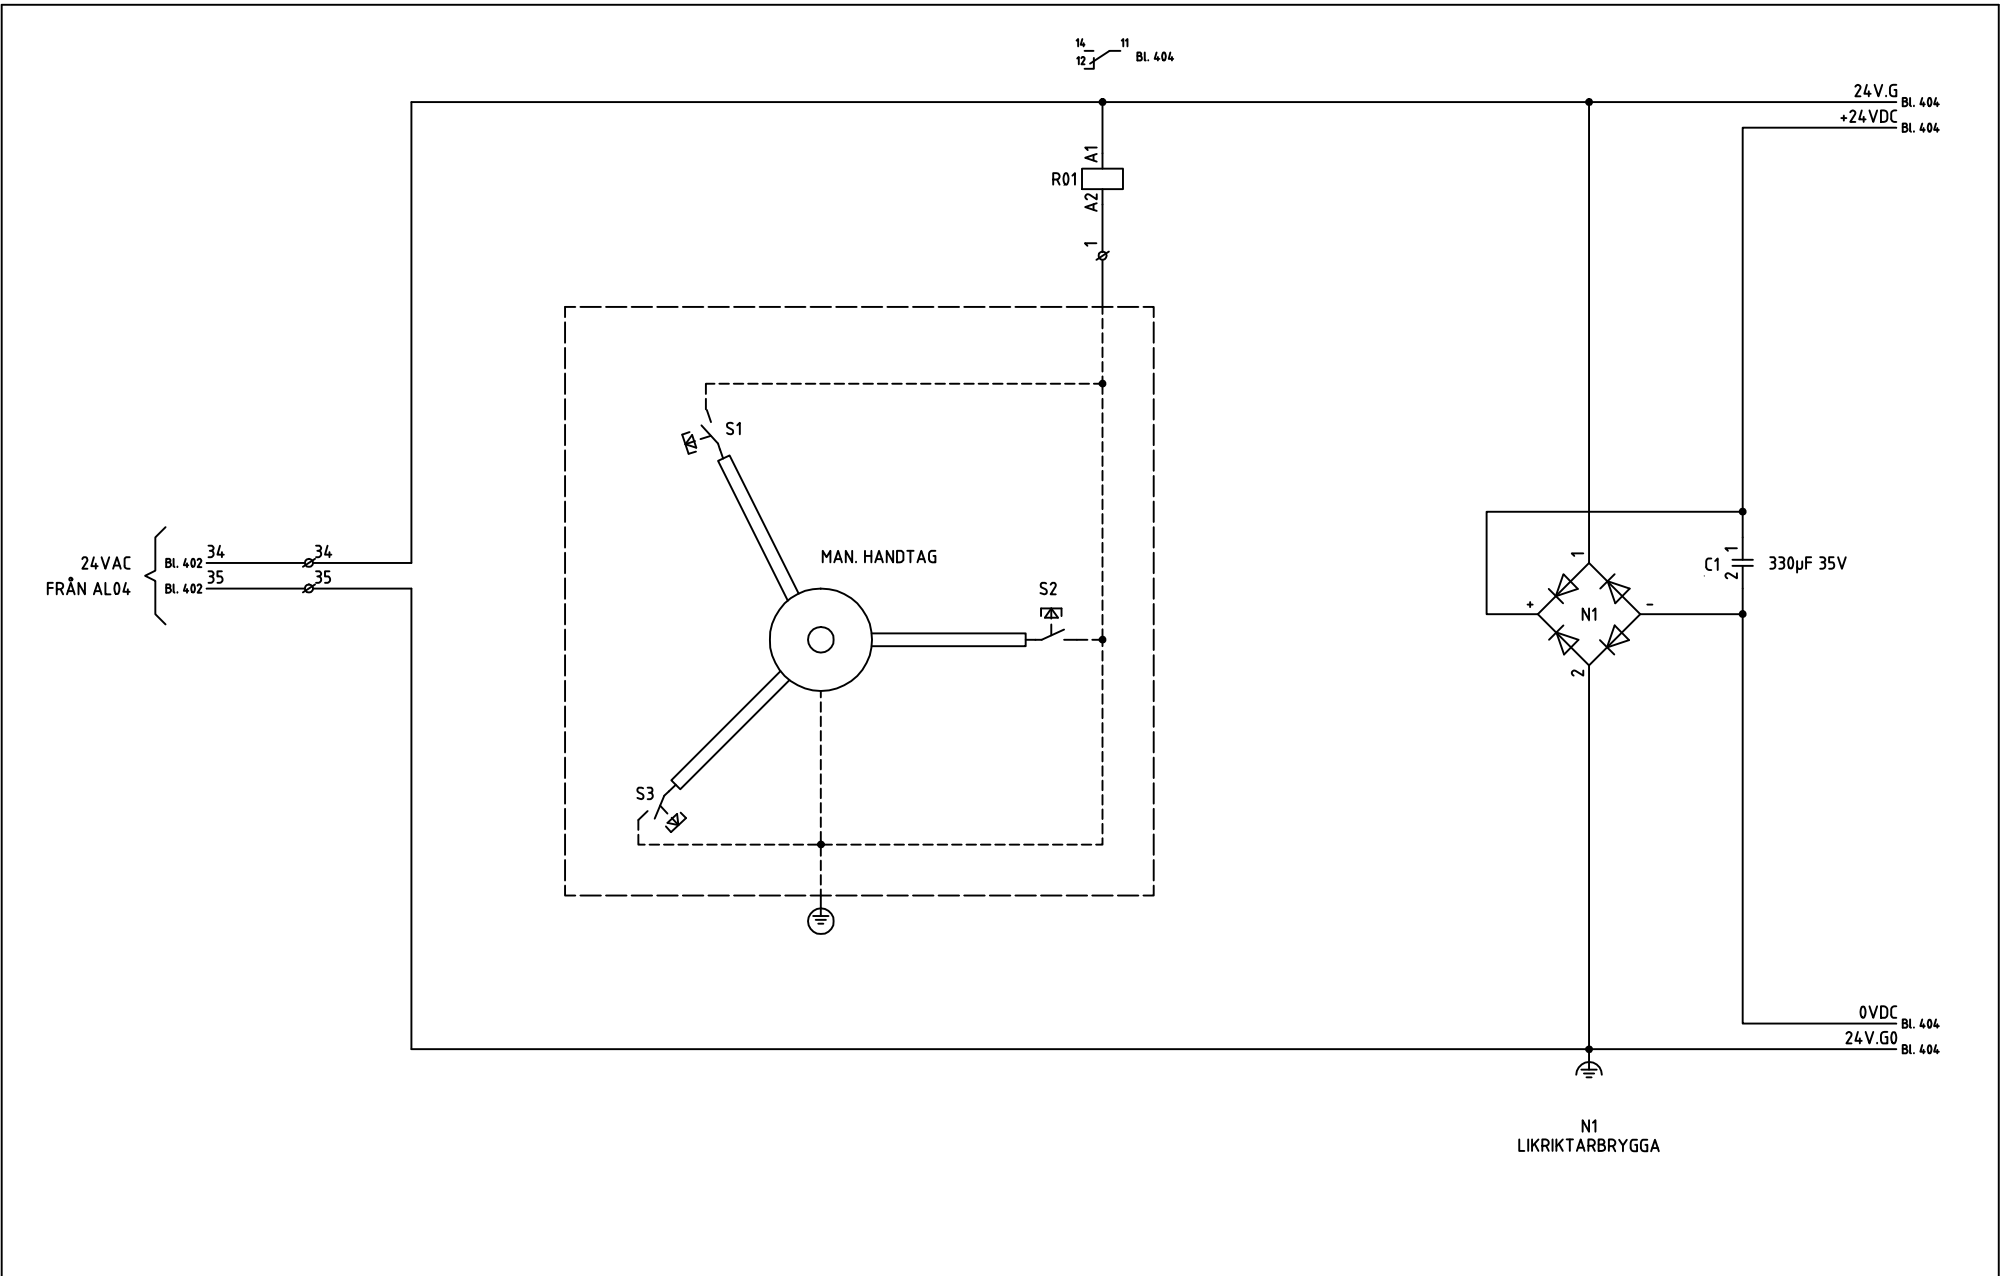 14 11
12 Bl. 404
24V.G Bl. 404
+24VDC Bl. 404
A1
R01
A2
1
S1
MAN. HANDTAG
S2
S3
24VAC Bl. 402 34 34
FRÅN AL04 Bl. 402 35 35
1
+ N1 -
2
1
C1 330µF 35V
2
0VDC Bl. 404
24V.G0 Bl. 404
N1
LIKRIKTARBRYGGA